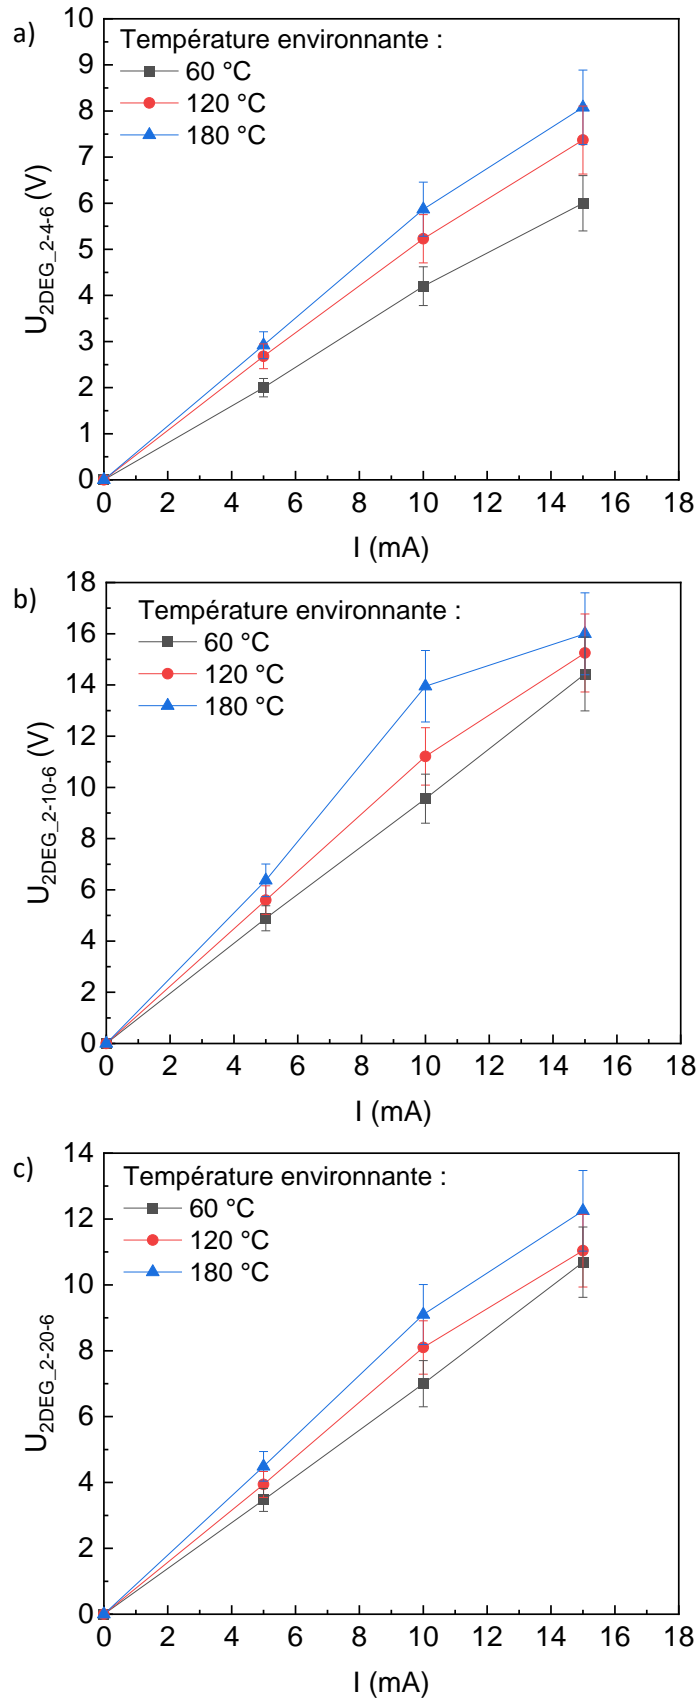 a)
Température environnante :
60 °C
120 °C
180 °C
U2DEG_2-4-6 (V)
10
9
8
7
6
5
4
3
2
1
0
0 2 4 6 8 10 12 14 16 18
I (mA)
b)
Température environnante :
60 °C
120 °C
180 °C
U2DEG_2-10-6 (V)
18
16
14
12
10
8
6
4
2
0
0 2 4 6 8 10 12 14 16 18
I (mA)
c)
Température environnante :
60 °C
120 °C
180 °C
U2DEG_2-20-6
14
12
10
8
6
4
2
0
0 2 4 6 8 10 12 14 16 18
I (mA)